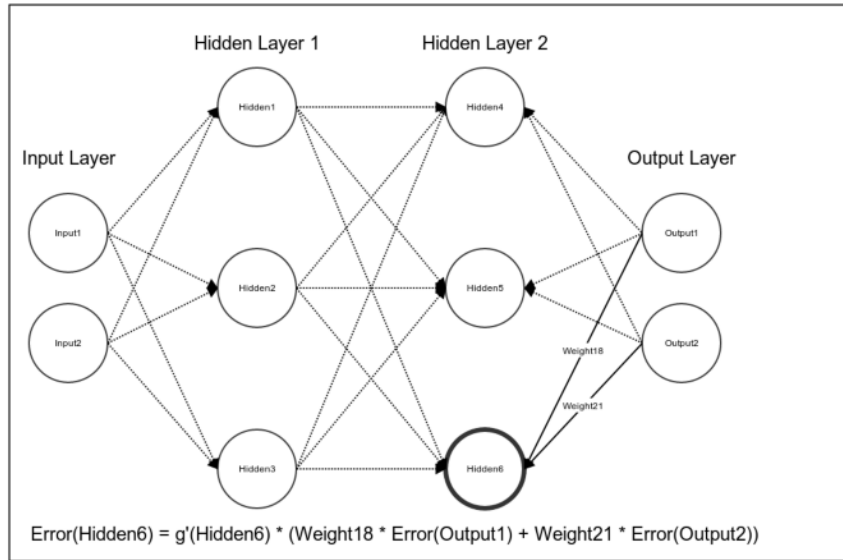 Hidden Layer 1
Hidden Layer 2
Input Layer
Output Layer
Hidden1
Hidden4
Input1
Output1
Hidden2
Hidden5
Input2
Output2
Weight18
Weight21
Hidden3
Hidden6
Error(Hidden6) = g'(Hidden6) * (Weight18 * Error(Output1) + Weight21 * Error(Output2))